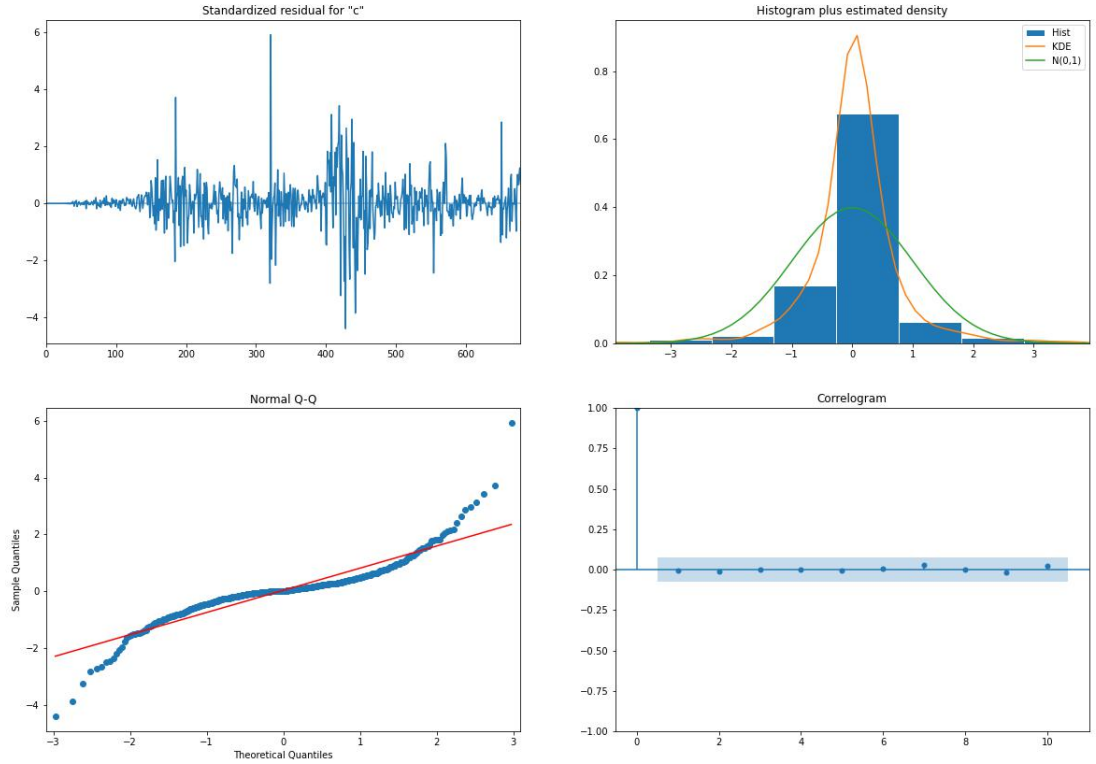 Standardized residual for "c"
6
4
2
0
−2
−4
0 100 200 300 400 500 600
Histogram plus estimated density
Hist
KDE
N(0,1)
0.8
0.6
0.4
0.2
0.0
−3 −2 −1 0 1 2 3
Normal Q-Q
Sample Quantiles
6
4
2
0
−2
−4
−3 −2 −1 0 1 2 3
Theoretical Quantiles
Correlogram
1.00
0.75
0.50
0.25
0.00
−0.25
−0.50
−0.75
−1.00
0 2 4 6 8 10